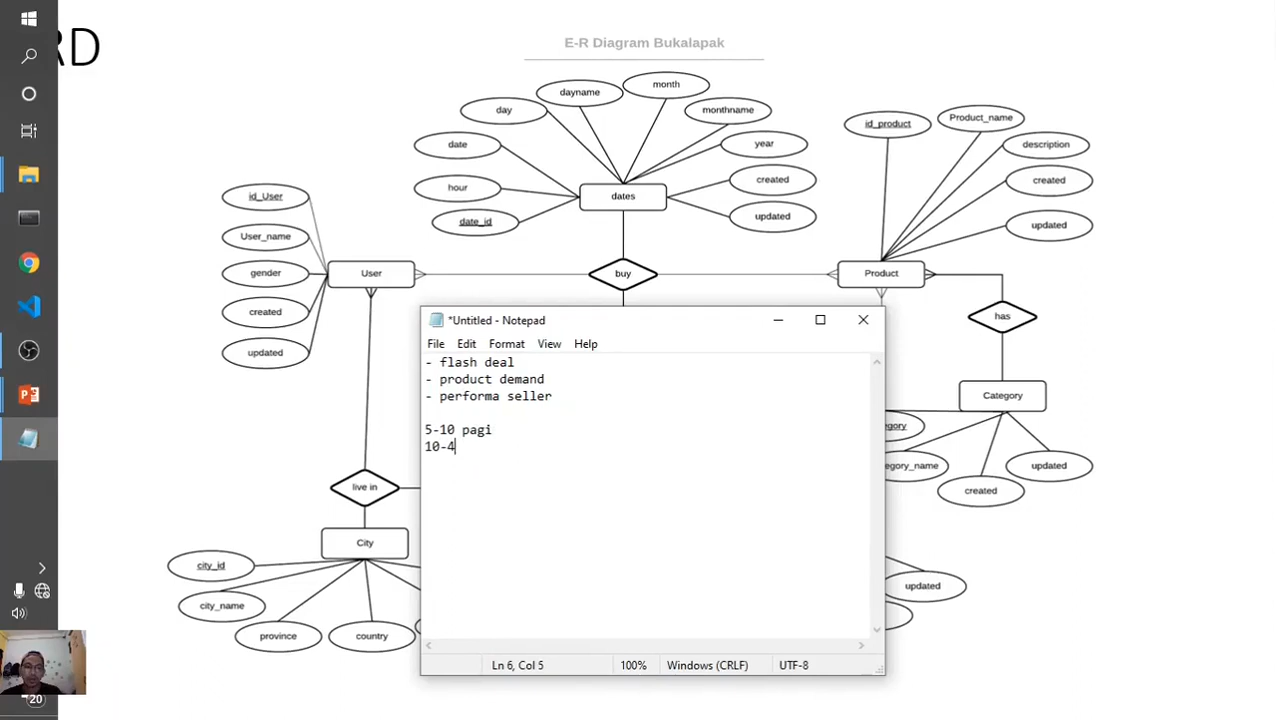 RD
E-R Diagram Bukalapak
month
dayname
day
monthname
date
year
hour
created
date_id
updated
dates
id_product
Product_name
description
created
updated
id_User
User_name
gender
created
updated
User
buy
Product
has
Category
egory
egory_name
created
updated
live in
City
city_id
city_name
province
country
updated
*Untitled - Notepad
File Edit Format View Help
- flash deal
- product demand
- performa seller
5-10 pagi
10-4
Ln 6, Col 5 100% Windows (CRLF) UTF-8
20